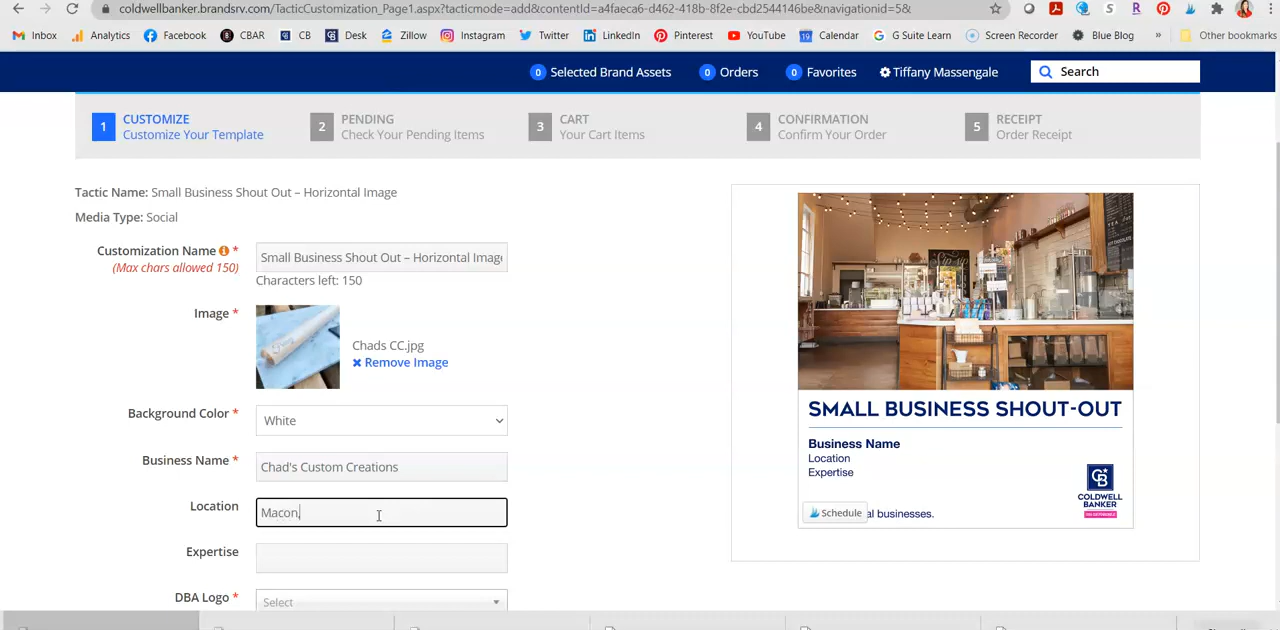 coldwellbanker.brandsrv.com/TacticCustomization_Page1.aspx?tacticmode=add&contentId=a4faeca6-d462-418b-8f2e-cbd2544146be&navigationid=5&
Inbox Analytics Facebook CBAR CB Desk Zillow Instagram Twitter LinkedIn Pinterest YouTube Calendar G Suite Learn Screen Recorder Blue Blog » Other bookmarks
0 Selected Brand Assets 0 Orders 0 Favorites Tiffany Massengale Search
1 CUSTOMIZE 2 PENDING 3 CART 4 CONFIRMATION 5 RECEIPT
Customize Your Template Check Your Pending Items Your Cart Items Confirm Your Order Order Receipt
Tactic Name: Small Business Shout Out – Horizontal Image
Media Type: Social
Customization Name * Small Business Shout Out – Horizontal Image
(Max chars allowed 150)
Characters left: 150
Image *
Chads CC.jpg
Remove Image
Background Color * White
Business Name * Chad's Custom Creations
Location Macon,
Expertise
DBA Logo * Select
SMALL BUSINESS SHOUT-OUT
Business Name
Location
Expertise
COLDWELL
BANKER
Schedule al businesses.